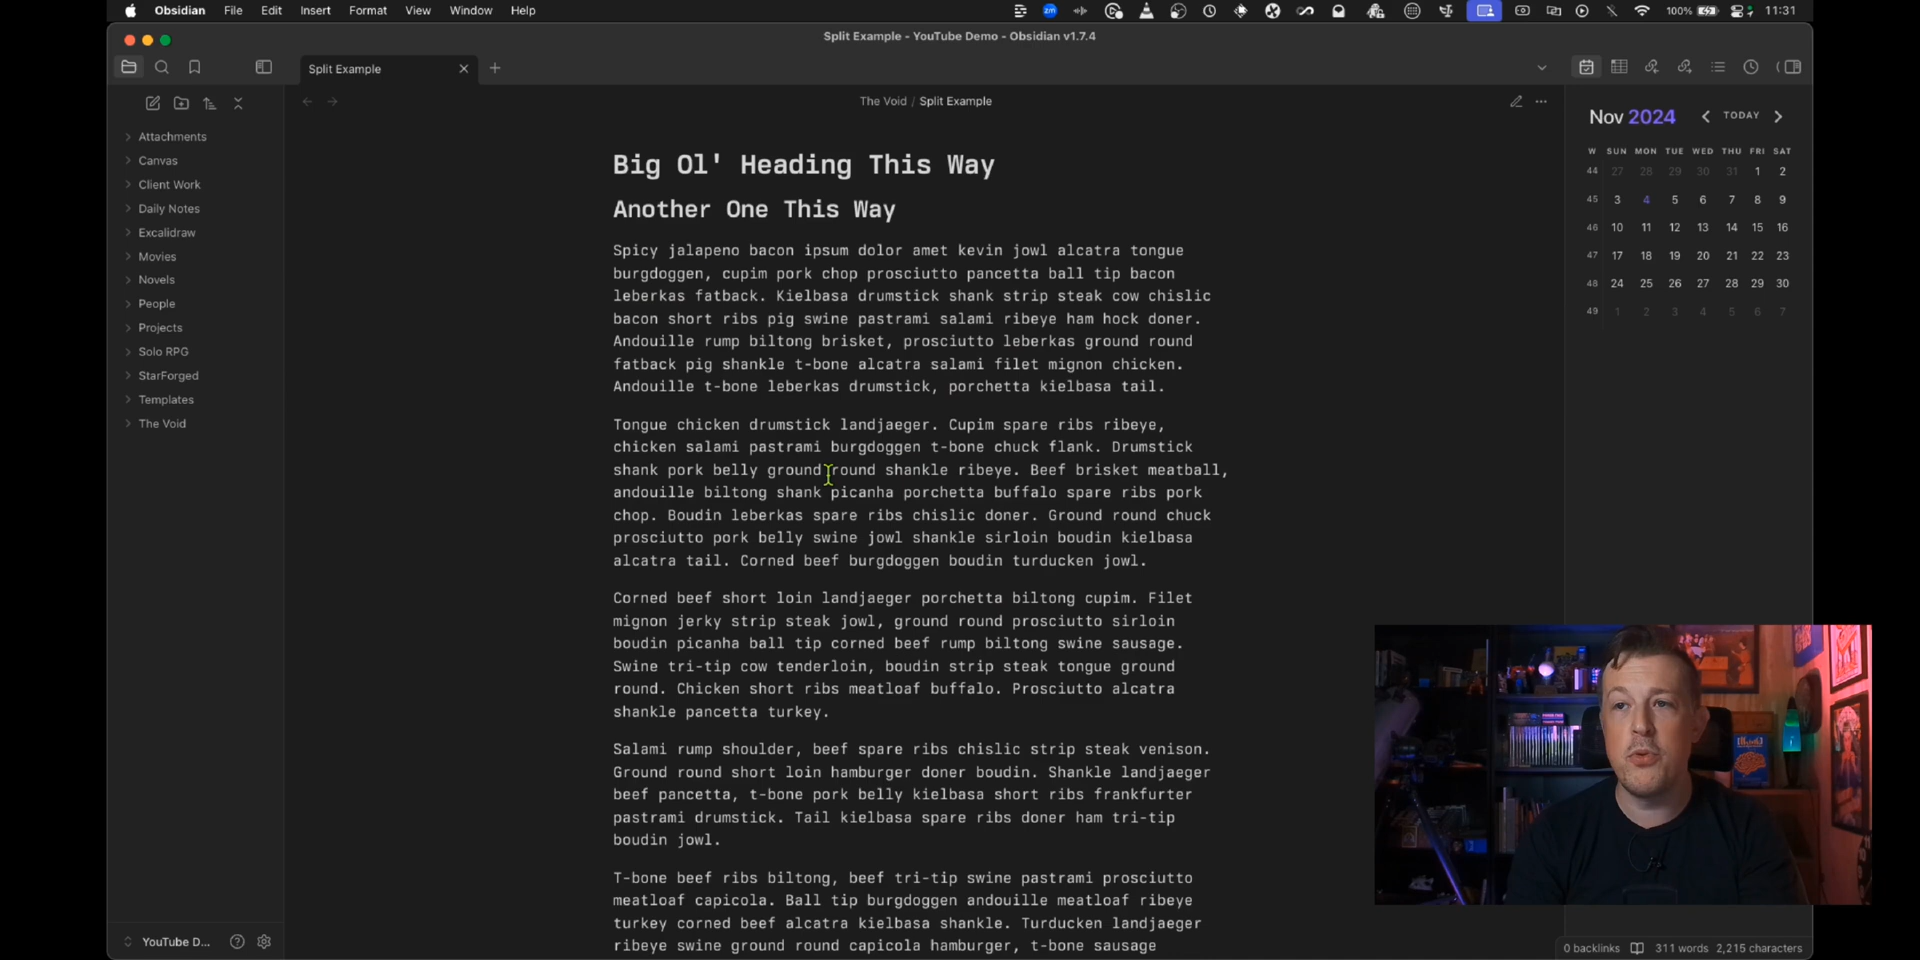 Obsidian File Edit Insert Format View Window Help
100% 11:31
Split Example - YouTube Demo - Obsidian v1.7.4
Split Example
The Void / Split Example
Attachments
Canvas
Client Work
Daily Notes
Excalidraw
Movies
Novels
People
Projects
Solo RPG
StarForged
Templates
The Void
YouTube D...
Big Ol' Heading This Way
Another One This Way
Spicy jalapeno bacon ipsum dolor amet kevin jowl alcatra tongue
burgdoggen, cupim pork chop prosciutto pancetta ball tip bacon
leberkas fatback. Kielbasa drumstick shank strip steak cow chislic
bacon short ribs pig swine pastrami salami ribeye ham hock doner.
Andouille rump biltong brisket, prosciutto leberkas ground round
fatback pig shankle t-bone alcatra salami filet mignon chicken.
Andouille t-bone leberkas drumstick, porchetta kielbasa tail.
Tongue chicken drumstick landjaeger. Cupim spare ribs ribeye,
chicken salami pastrami burgdoggen t-bone chuck flank. Drumstick
shank pork belly ground round shankle ribeye. Beef brisket meatball,
andouille biltong shank picanha porchetta buffalo spare ribs pork
chop. Boudin leberkas spare ribs chislic doner. Ground round chuck
prosciutto pork belly swine jowl shankle sirloin boudin kielbasa
alcatra tail. Corned beef burgdoggen boudin turducken jowl.
Corned beef short loin landjaeger porchetta biltong cupim. Filet
mignon jerky strip steak jowl, ground round prosciutto sirloin
boudin picanha ball tip corned beef rump biltong swine sausage.
Swine tri-tip cow tenderloin, boudin strip steak tongue ground
round. Chicken short ribs meatloaf buffalo. Prosciutto alcatra
shankle pancetta turkey.
Salami rump shoulder, beef spare ribs chislic strip steak venison.
Ground round short loin hamburger doner boudin. Shankle landjaeger
beef pancetta, t-bone pork belly kielbasa short ribs frankfurter
pastrami drumstick. Tail kielbasa spare ribs doner ham tri-tip
boudin jowl.
T-bone beef ribs biltong, beef tri-tip swine pastrami prosciutto
meatloaf capicola. Ball tip burgdoggen andouille meatloaf ribeye
turkey corned beef alcatra kielbasa shankle. Turducken landjaeger
ribeye swine ground round capicola hamburger, t-bone sausage
Nov 2024 TODAY
W SUN MON TUE WED THU FRI SAT
44 27 28 29 30 31 1 2
45 3 4 5 6 7 8 9
46 10 11 12 13 14 15 16
47 17 18 19 20 21 22 23
48 24 25 26 27 28 29 30
49 1 2 3 4 5 6 7
0 backlinks 311 words 2,215 characters